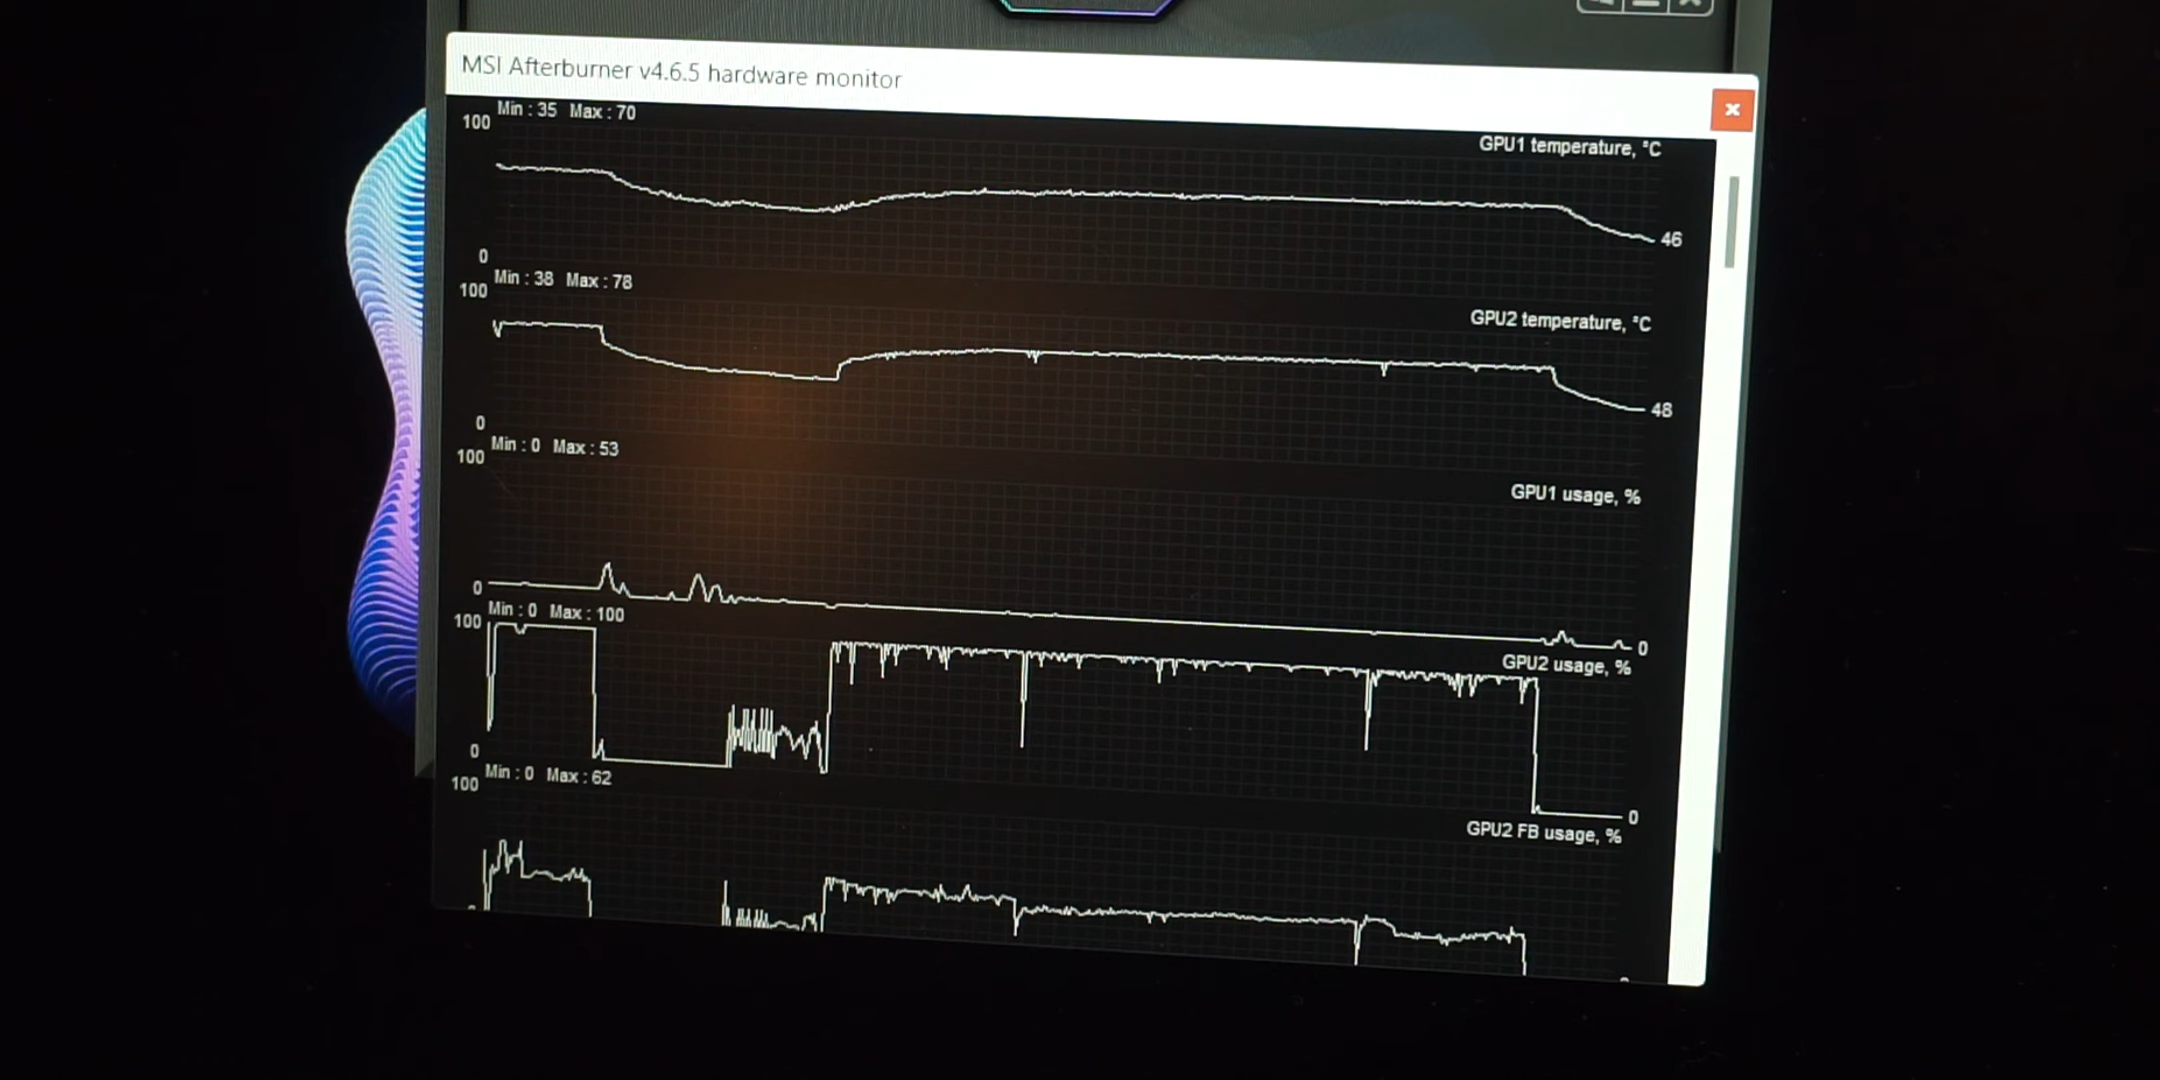 MSI Afterburner v4.6.5 hardware monitor
Min : 35 Max : 70
100
GPU1 temperature, °C
46
0
Min : 38 Max : 78
100
GPU2 temperature, °C
48
0
Min : 0 Max : 53
100
GPU1 usage, %
0
0
Min : 0 Max : 100
100
GPU2 usage, %
0
0
Min : 0 Max : 62
100
GPU2 FB usage, %